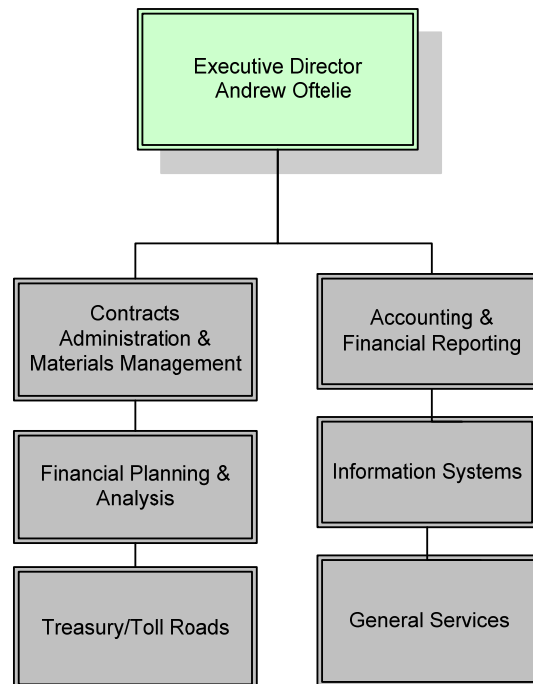 Executive Director
Andrew Oftelie
Contracts
Administration &
Materials Management
Accounting &
Financial Reporting
Financial Planning &
Analysis
Information Systems
Treasury/Toll Roads
General Services